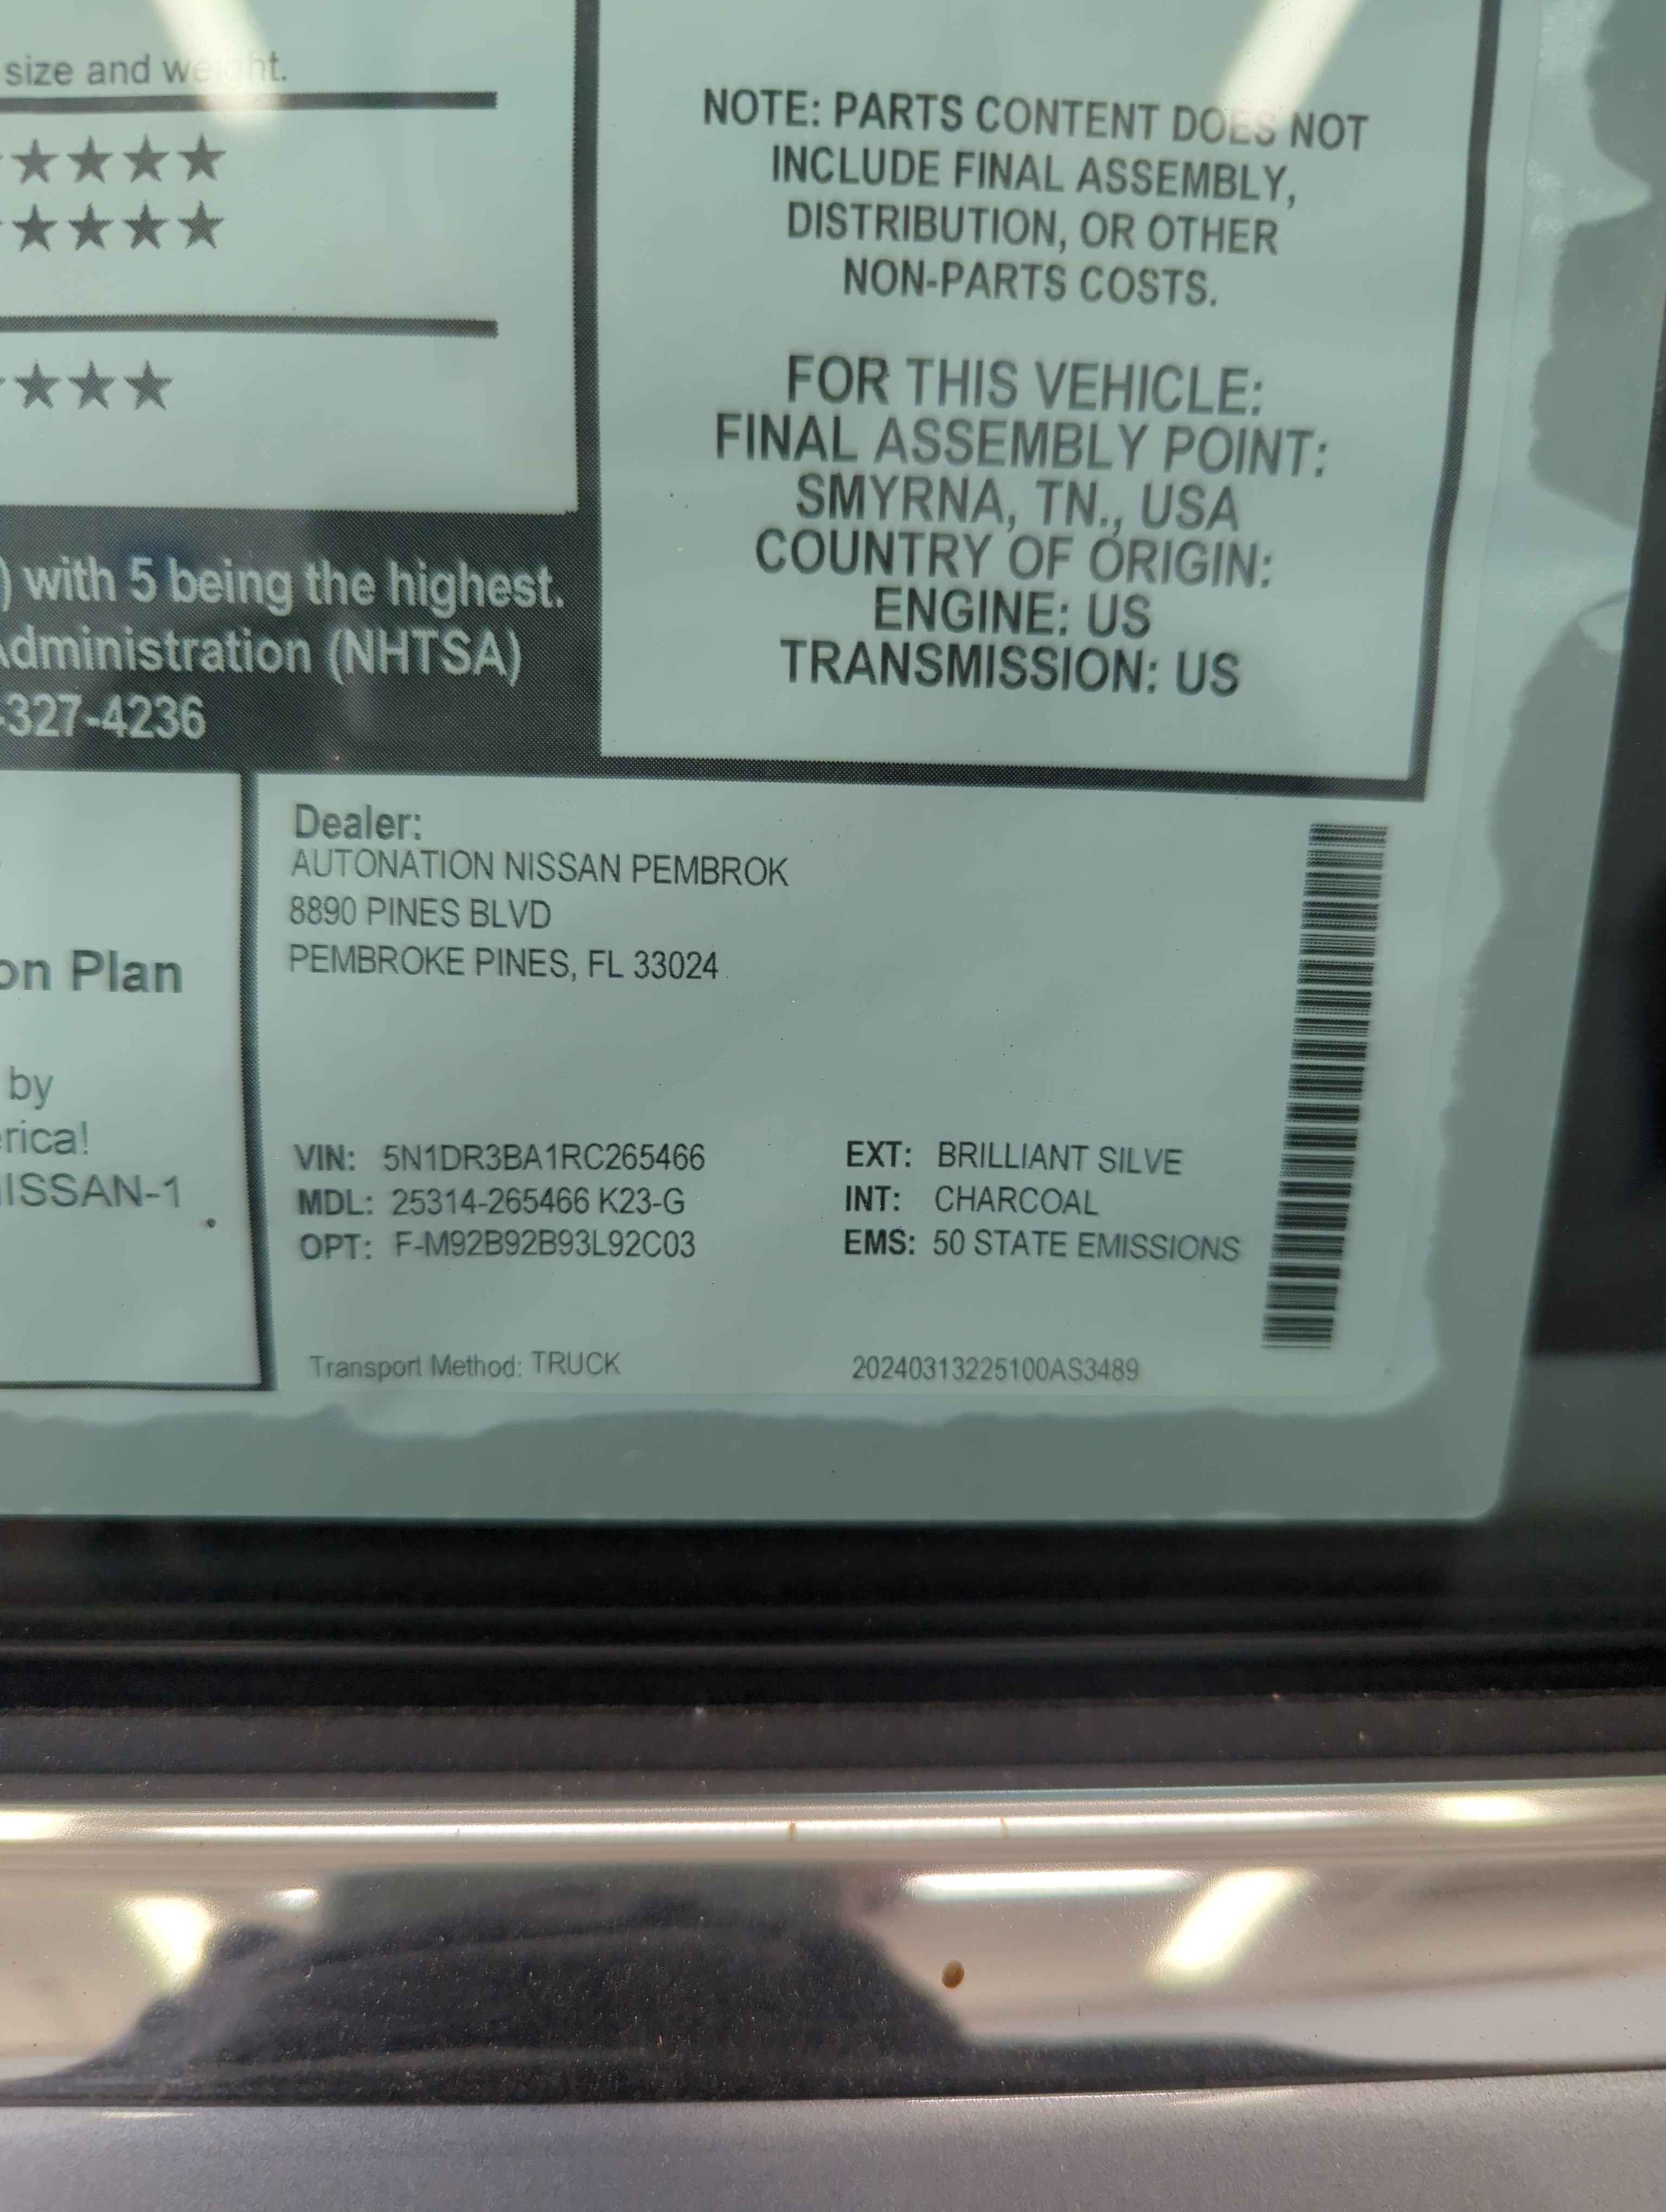 size and weight.
★★★★
★★★★
★★★
) with 5 being the highest.
Administration (NHTSA)
-327-4236
NOTE: PARTS CONTENT DOES NOT
INCLUDE FINAL ASSEMBLY,
DISTRIBUTION, OR OTHER
NON-PARTS COSTS.
FOR THIS VEHICLE:
FINAL ASSEMBLY POINT:
SMYRNA, TN., USA
COUNTRY OF ORIGIN:
ENGINE: US
TRANSMISSION: US
on Plan
by
erica!
NISSAN-1
Dealer:
AUTONATION NISSAN PEMBROK
8890 PINES BLVD
PEMBROKE PINES, FL 33024
VIN: 5N1DR3BA1RC265466
MDL: 25314-265466 K23-G
OPT: F-M92B92B93L92C03
EXT: BRILLIANT SILVE
INT: CHARCOAL
EMS: 50 STATE EMISSIONS
Transport Method: TRUCK
20240313225100AS3489